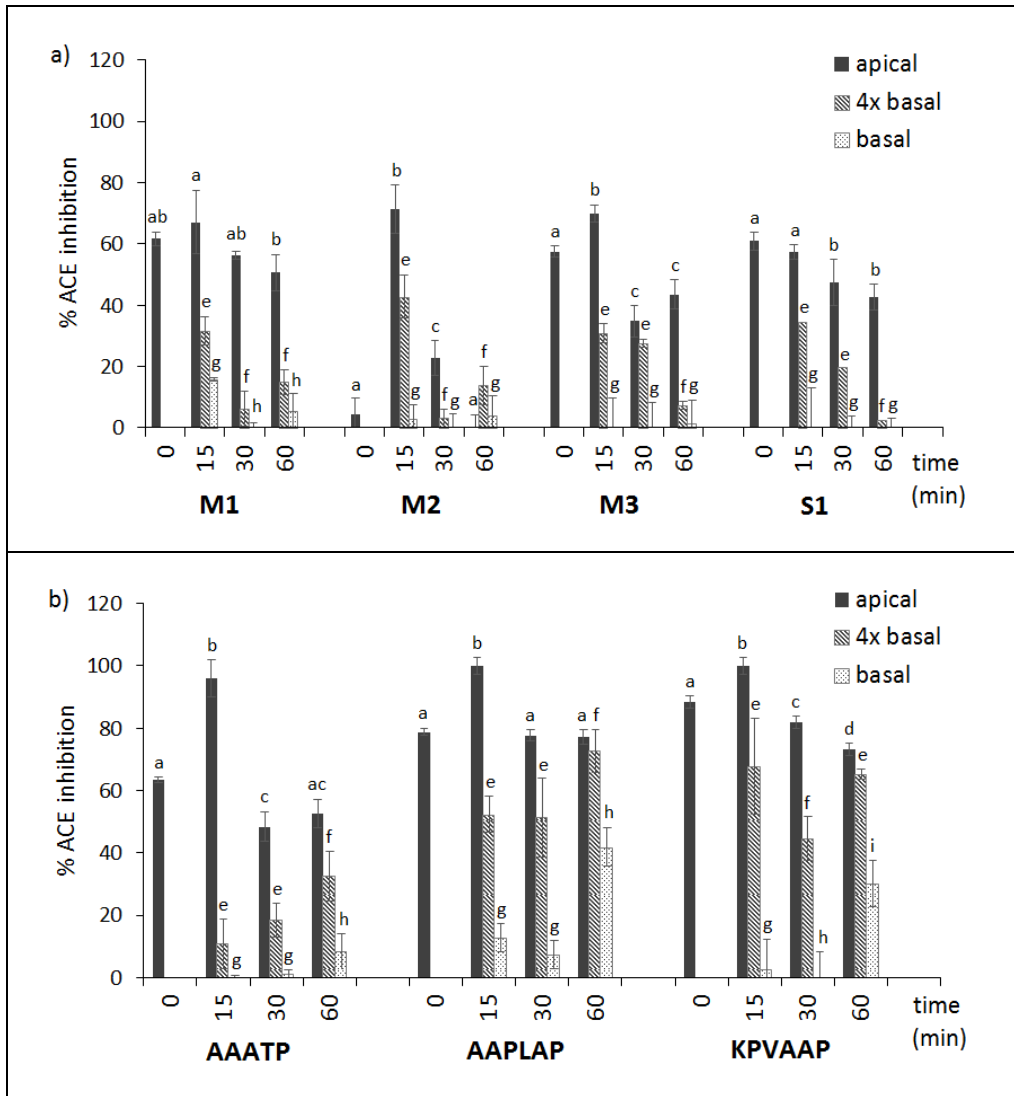 a)
120
100
80
60
40
20
0
% ACE inhibition
apical
4x basal
basal
ab a ab b
e g f h f h
a b c a
e g f g f g
a b c c
e g e g f g
a a b b
e g e g f g
0 15 30 60 0 15 30 60 0 15 30 60 0 15 30 60 time
(min)
M1 M2 M3 S1
b)
120
100
80
60
40
20
0
% ACE inhibition
apical
4x basal
basal
a b c ac
e g e g f h
a b a a
e g e g f h
a b c d
e g f h e i
0 15 30 60 0 15 30 60 0 15 30 60 time
(min)
AAATP AAPLAP KPVAAP